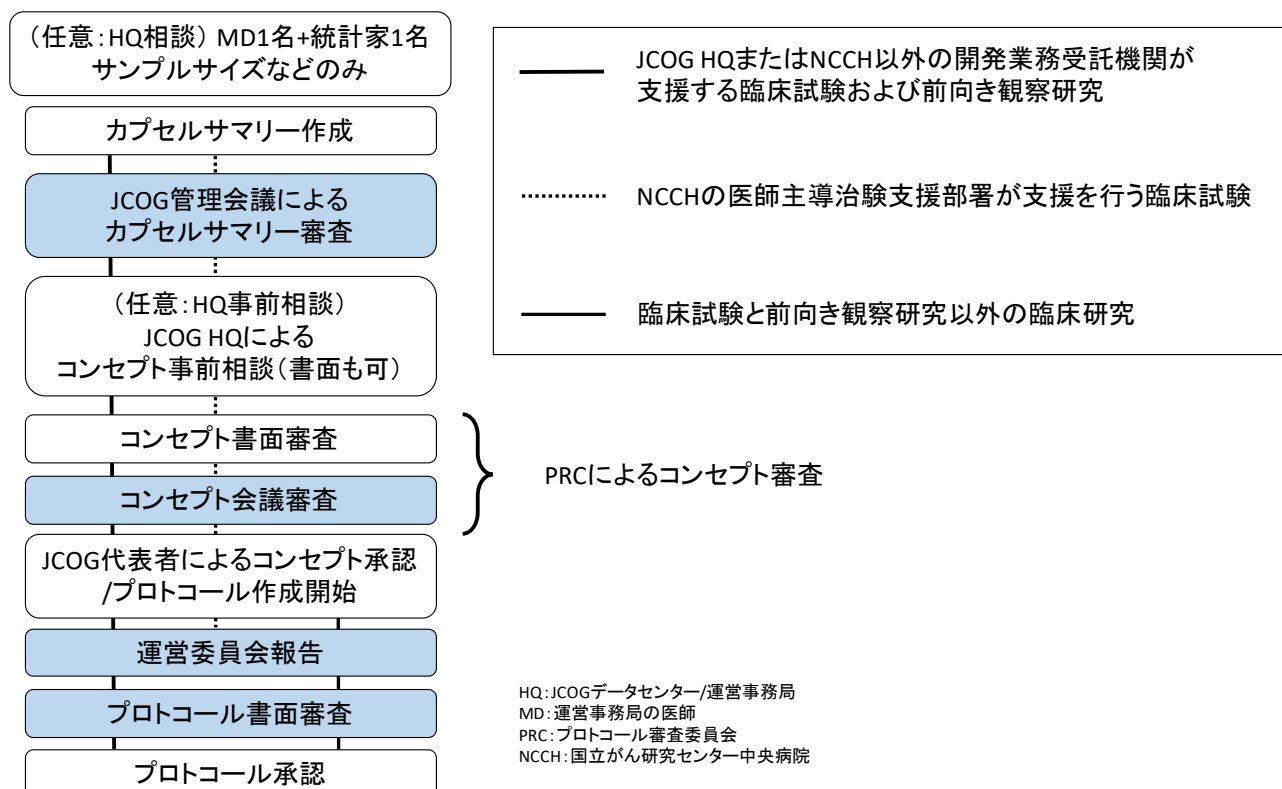 （任意：HQ相談）MD1名+統計家1名
サンプルサイズなどのみ
カプセルサマリー作成
JCOG管理会議による
カプセルサマリー審査
（任意：HQ事前相談）
JCOG HQによる
コンセプト事前相談（書面も可）
コンセプト書面審査
コンセプト会議審査
JCOG代表者によるコンセプト承認
/プロトコール作成開始
運営委員会報告
プロトコール書面審査
プロトコール承認
JCOG HQまたはNCCH以外の開発業務受託機関が
支援する臨床試験および前向き観察研究
NCCHの医師主導治験支援部署が支援を行う臨床試験
臨床試験と前向き観察研究以外の臨床研究
PRCによるコンセプト審査
HQ：JCOGデータセンター/運営事務局
MD：運営事務局の医師
PRC：プロトコール審査委員会
NCCH：国立がん研究センター中央病院